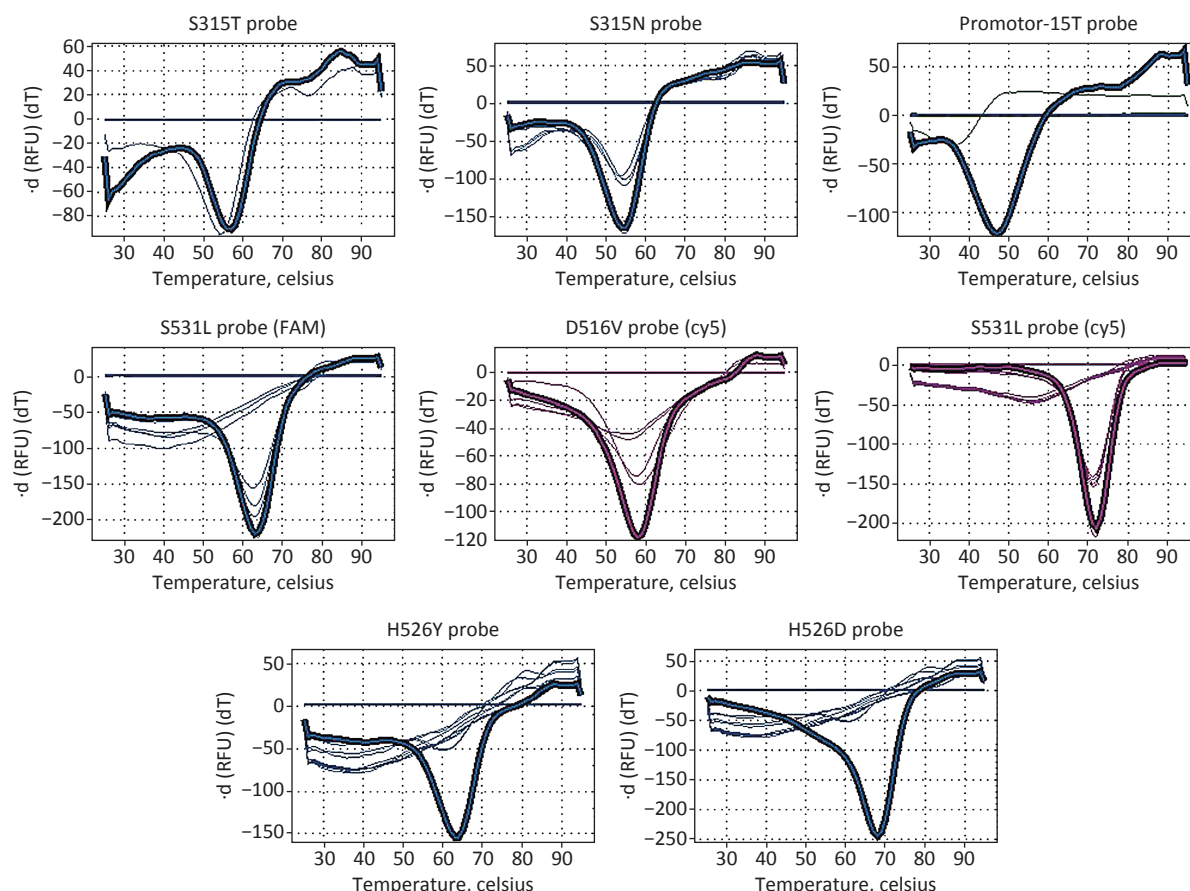 S315T probe
S315N probe
Promotor-15T probe
·d (RFU) (dT)
60
40
20
0
−20
−40
−60
−80
30 40 50 60 70 80 90
Temperature, celsius
·d (RFU) (dT)
50
0
−50
−100
−150
30 40 50 60 70 80 90
Temperature, celsius
·d (RFU) (dT)
50
0
−50
−100
30 40 50 60 70 80 90
Temperature, celsius
S531L probe (FAM)
D516V probe (cy5)
S531L probe (cy5)
·d (RFU) (dT)
0
−50
−100
−150
−200
30 40 50 60 70 80 90
Temperature, celsius
·d (RFU) (dT)
0
−20
−40
−60
−80
−100
−120
30 40 50 60 70 80 90
Temperature, celsius
·d (RFU) (dT)
0
−50
−100
−150
−200
30 40 50 60 70 80 90
Temperature, celsius
H526Y probe
H526D probe
·d (RFU) (dT)
50
0
−50
−100
−150
30 40 50 60 70 80 90
Temperature, celsius
·d (RFU) (dT)
50
0
−50
−100
−150
−200
−250
30 40 50 60 70 80 90
Temperature, celsius